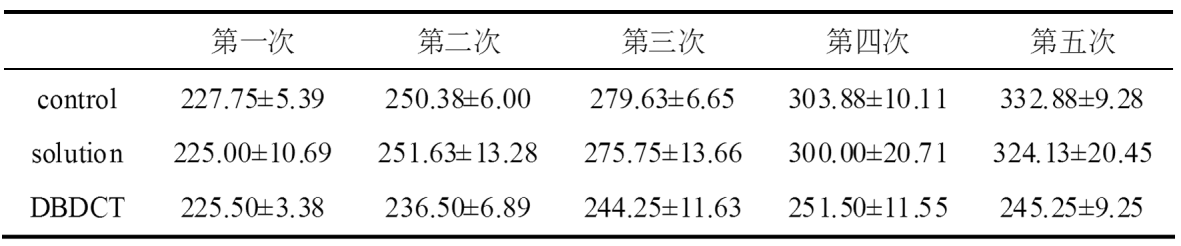 第一次 第二次 第三次 第四次 第五次
control 227.75±5.39 250.38±6.00 279.63±6.65 303.88±10.11 332.88±9.28
solution 225.00±10.69 251.63±13.28 275.75±13.66 300.00±20.71 324.13±20.45
DBDCT 225.50±3.38 236.50±6.89 244.25±11.63 251.50±11.55 245.25±9.25